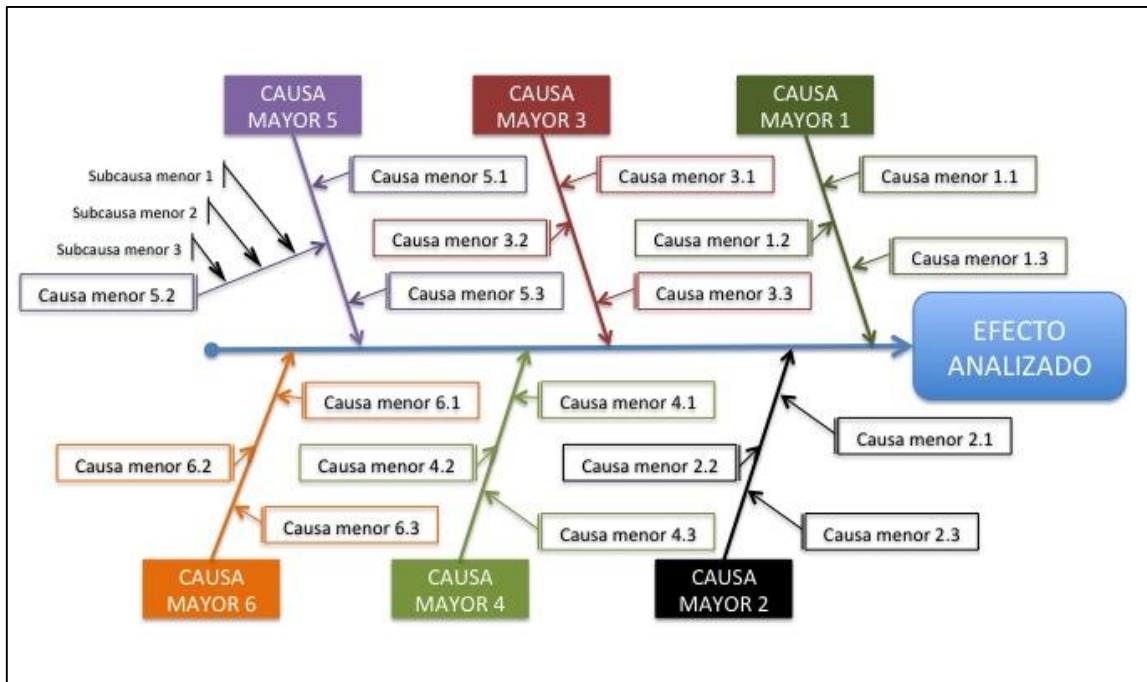 CAUSA
MAYOR 5
CAUSA
MAYOR 3
CAUSA
MAYOR 1
Subcausa menor 1
Subcausa menor 2
Subcausa menor 3
Causa menor 5.1
Causa menor 5.2
Causa menor 5.3
Causa menor 3.1
Causa menor 3.2
Causa menor 3.3
Causa menor 1.1
Causa menor 1.2
Causa menor 1.3
EFECTO
ANALIZADO
Causa menor 6.1
Causa menor 6.2
Causa menor 6.3
Causa menor 4.1
Causa menor 4.2
Causa menor 4.3
Causa menor 2.1
Causa menor 2.2
Causa menor 2.3
CAUSA
MAYOR 6
CAUSA
MAYOR 4
CAUSA
MAYOR 2